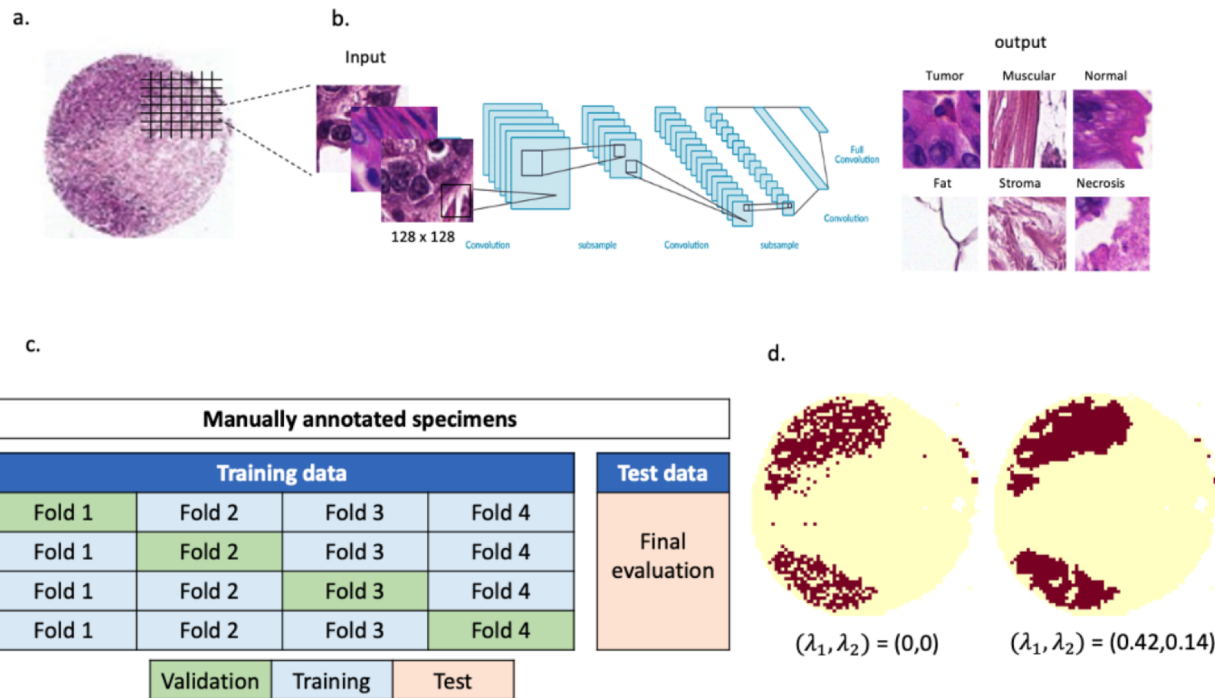 a.
b.
Input
128 x 128
Convolution
subsample
Convolution
subsample
Full
Convolution
Convolution
output
Tumor Muscular Normal
Fat Stroma Necrosis
c.
Manually annotated specimens
Training data
Test data
Fold 1 Fold 2 Fold 3 Fold 4
Fold 1 Fold 2 Fold 3 Fold 4
Fold 1 Fold 2 Fold 3 Fold 4
Fold 1 Fold 2 Fold 3 Fold 4
Final
evaluation
Validation Training Test
d.
(λ₁, λ₂) = (0,0)
(λ₁, λ₂) = (0.42,0.14)